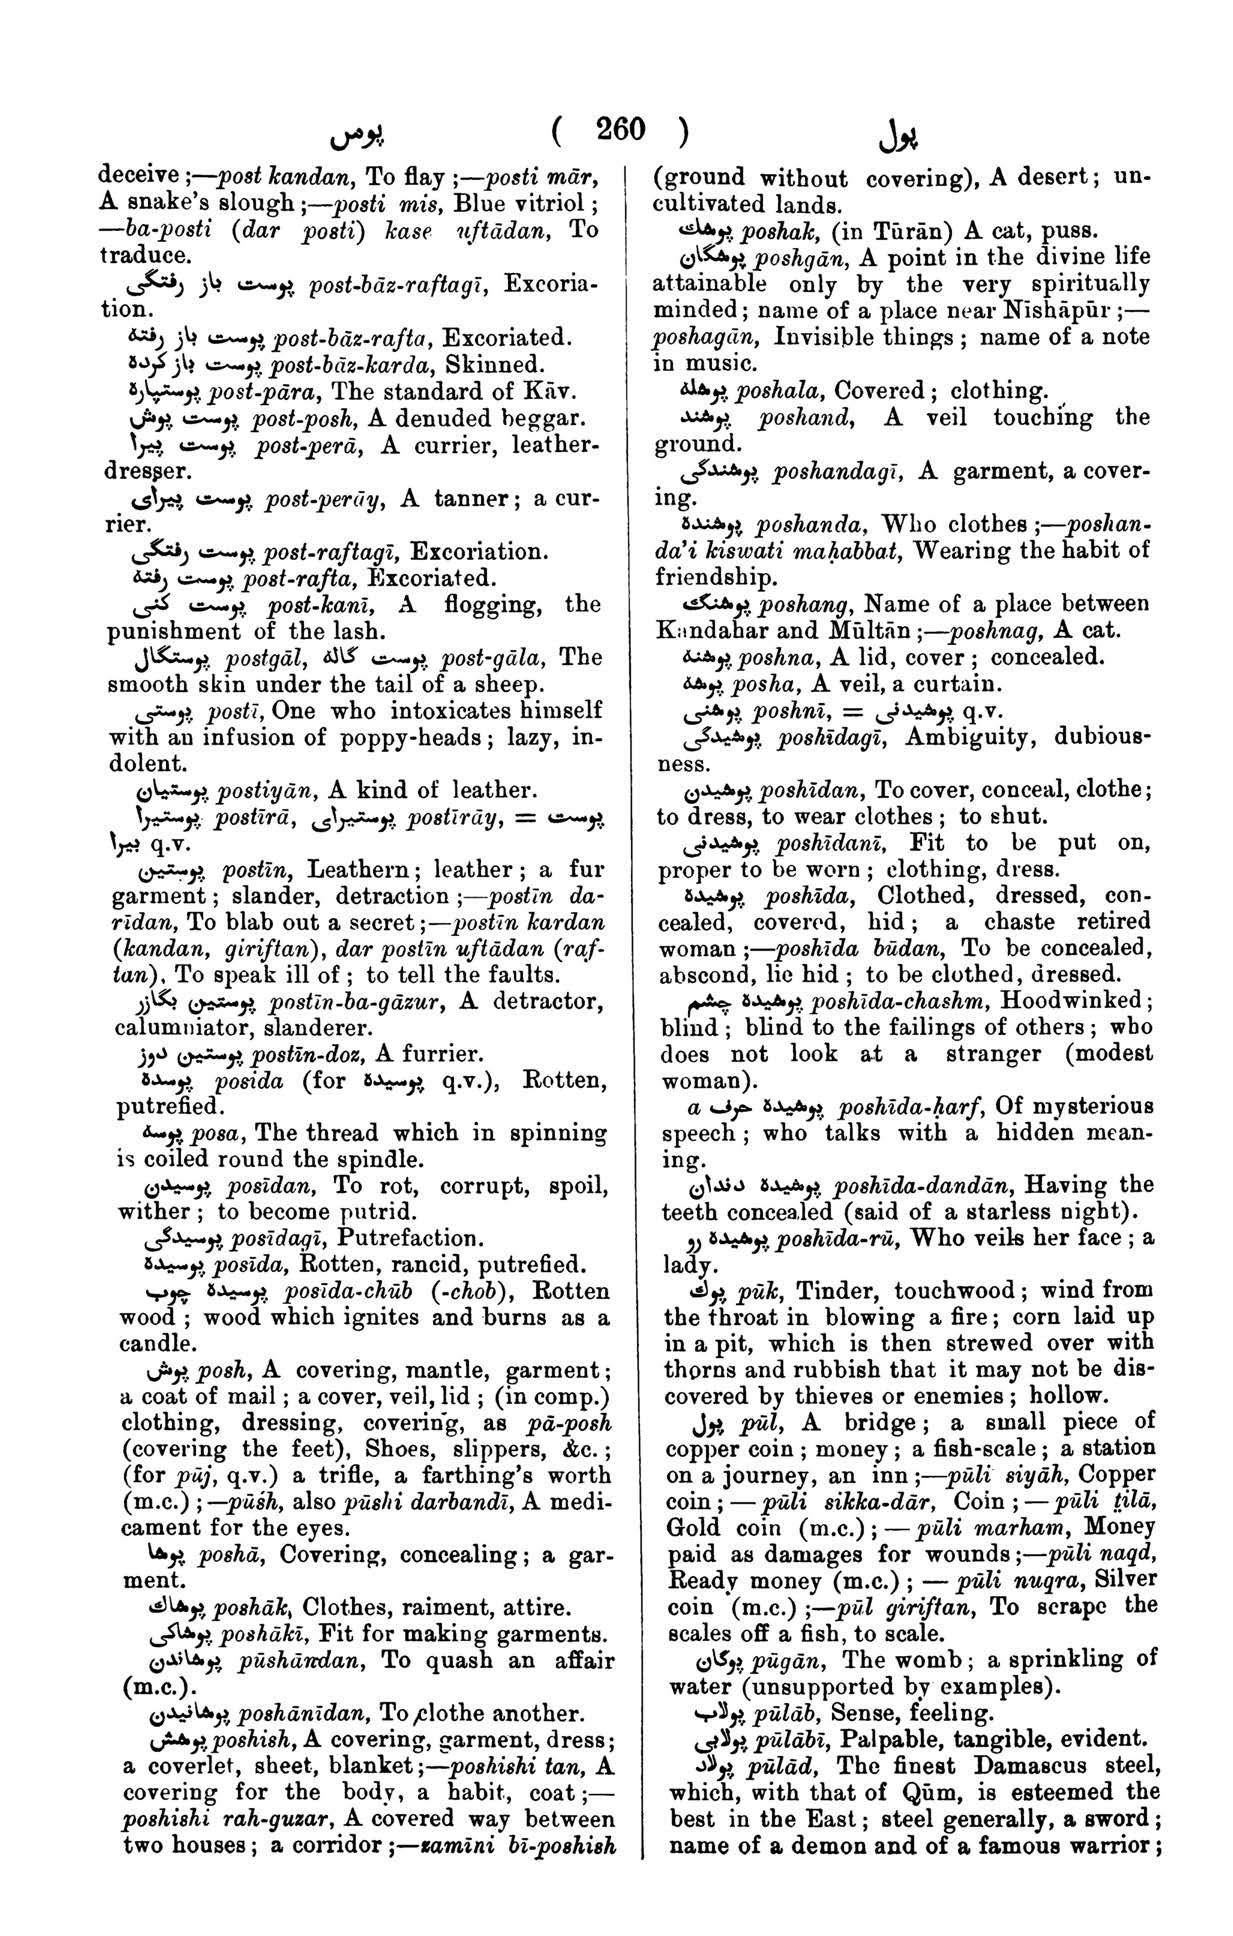 پوس ( 260 ) پول
deceive ;—post kandan, To flay ;—posti mār,
A snake's slough ;—posti mis, Blue vitriol ;
—ba-posti (dar posti) kase uftādan, To
traduce.
پوست باز رفتگی post-bāz-raftagī, Excoria-
tion.
پوست باز رفته post-bāz-rafta, Excoriated.
پوست باز کرده post-bāz-karda, Skinned.
پوستپاره post-pāra, The standard of Kāv.
پوست پوش post-posh, A denuded beggar.
پوست پیرا post-perā, A currier, leather-
dresser.
پوست پیرای post-perāy, A tanner; a cur-
rier.
پوست رفتگی post-raftagī, Excoriation.
پوست رفته post-rafta, Excoriated.
پوست کنی post-kanī, A flogging, the
punishment of the lash.
پوستگال postgāl, پوست گاله post-gāla, The
smooth skin under the tail of a sheep.
پوستی postī, One who intoxicates himself
with an infusion of poppy-heads; lazy, in-
dolent.
پوستیان postiyān, A kind of leather.
پوستیرا postīrā, پوستیرای postīrāy, = پوست
پیرا q.v.
پوستین postīn, Leathern; leather; a fur
garment; slander, detraction ;—postīn da-
rīdan, To blab out a secret;—postīn kardan
(kandan, giriftan), dar postīn uftādan (raf-
tan), To speak ill of; to tell the faults.
پوستین بگازر postīn-ba-gāzur, A detractor,
calumniator, slanderer.
پوستین دوز postīn-doz, A furrier.
پوسده posida (for پوسیده q.v.), Rotten,
putrefied.
پوسه posa, The thread which in spinning
is coiled round the spindle.
پوسیدن posīdan, To rot, corrupt, spoil,
wither; to become putrid.
پوسیدگی posīdagī, Putrefaction.
پوسیده posīda, Rotten, rancid, putrefied.
پوسیده چوب posīda-chūb (-chob), Rotten
wood; wood which ignites and burns as a
candle.
پوش posh, A covering, mantle, garment;
a coat of mail; a cover, veil, lid; (in comp.)
clothing, dressing, covering, as pā-posh
(covering the feet), Shoes, slippers, &c.;
(for pūj, q.v.) a trifle, a farthing's worth
(m.c.);—pūsh, also pūshi darbandī, A medi-
cament for the eyes.
پوشا poshā, Covering, concealing; a gar-
ment.
پوشاك poshāk, Clothes, raiment, attire.
پوشاکی poshākī, Fit for making garments.
پوشاندن pūshāndan, To quash an affair
(m.c.).
پوشانیدن poshānīdan, To clothe another.
پوشش poshish, A covering, garment, dress;
a coverlet, sheet, blanket;—poshishi tan, A
covering for the body, a habit, coat;—
poshishi rah-guzar, A covered way between
two houses; a corridor;—zamīni bī-poshish
(ground without covering), A desert; un-
cultivated lands.
پوشك poshak, (in Tūrān) A cat, puss.
پوشگان poshgān, A point in the divine life
attainable only by the very spiritually
minded; name of a place near Nīshāpūr;—
poshagān, Invisible things; name of a note
in music.
پوشله poshala, Covered; clothing.
پوشند poshand, A veil touching the
ground.
پوشندگی poshandagī, A garment, a cover-
ing.
پوشنده poshanda, Who clothes;—poshan-
da'i kiswati maḥabbat, Wearing the habit of
friendship.
پوشنگ poshang, Name of a place between
Kandahar and Mūltān;—poshnag, A cat.
پوشنه poshna, A lid, cover; concealed.
پوشه posha, A veil, a curtain.
پوشنی poshnī, = پوشیدنی q.v.
پوشیدگی poshīdagī, Ambiguity, dubious-
ness.
پوشیدن poshīdan, To cover, conceal, clothe;
to dress, to wear clothes; to shut.
پوشیدنی poshīdanī, Fit to be put on,
proper to be worn; clothing, dress.
پوشیده poshīda, Clothed, dressed, con-
cealed, covered, hid; a chaste retired
woman;—poshīda būdan, To be concealed,
abscond, lie hid; to be clothed, dressed.
پوشیده چشم poshīda-chashm, Hoodwinked;
blind; blind to the failings of others; who
does not look at a stranger (modest
woman).
a پوشیده حرف poshīda-ḥarf, Of mysterious
speech; who talks with a hidden mean-
ing.
پوشیده دندان poshīda-dandān, Having the
teeth concealed (said of a starless night).
پوشیده رو poshīda-rū, Who veils her face; a
lady.
پوك pūk, Tinder, touchwood; wind from
the throat in blowing a fire; corn laid up
in a pit, which is then strewed over with
thorns and rubbish that it may not be dis-
covered by thieves or enemies; hollow.
پول pūl, A bridge; a small piece of
copper coin; money; a fish-scale; a station
on a journey, an inn;—pūli siyāh, Copper
coin;—pūli sikka-dār, Coin;—pūli t̤ilā,
Gold coin (m.c.);—pūli marham, Money
paid as damages for wounds;—pūli naqd,
Ready money (m.c.);—pūli nuqra, Silver
coin (m.c.);—pūl giriftan, To scrape the
scales off a fish, to scale.
پوگان pūgān, The womb; a sprinkling of
water (unsupported by examples).
پولاب pūlāb, Sense, feeling.
پولابی pūlābī, Palpable, tangible, evident.
پولاد pūlād, The finest Damascus steel,
which, with that of Qūm, is esteemed the
best in the East; steel generally, a sword;
name of a demon and of a famous warrior;